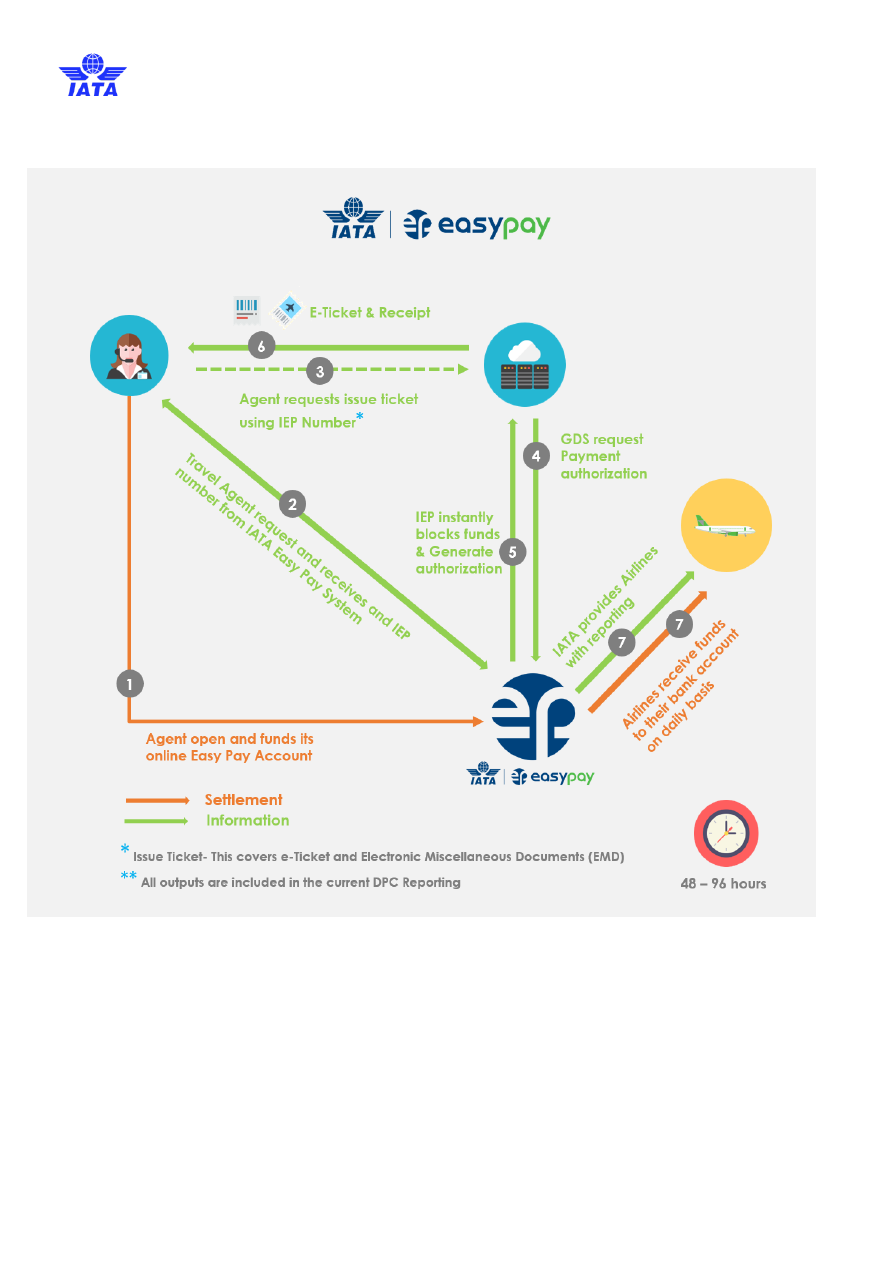 IATA
IATA easypay
E-Ticket & Receipt
6
3
Agent requests issue ticket
using IEP Number*
GDS request
Payment
authorization
4
Travel Agent request and receives and IEP
number from IATA Easy Pay System
2
IEP instantly
blocks funds
& Generate
authorization
5
IATA provides Airlines
with reporting
7
7
Airlines receive funds
to their bank account
on daily basis
1
Agent open and funds its
online Easy Pay Account
ep
IATA easypay
Settlement
Information
* Issue Ticket- This covers e-Ticket and Electronic Miscellaneous Documents (EMD)
** All outputs are included in the current DPC Reporting
48 – 96 hours